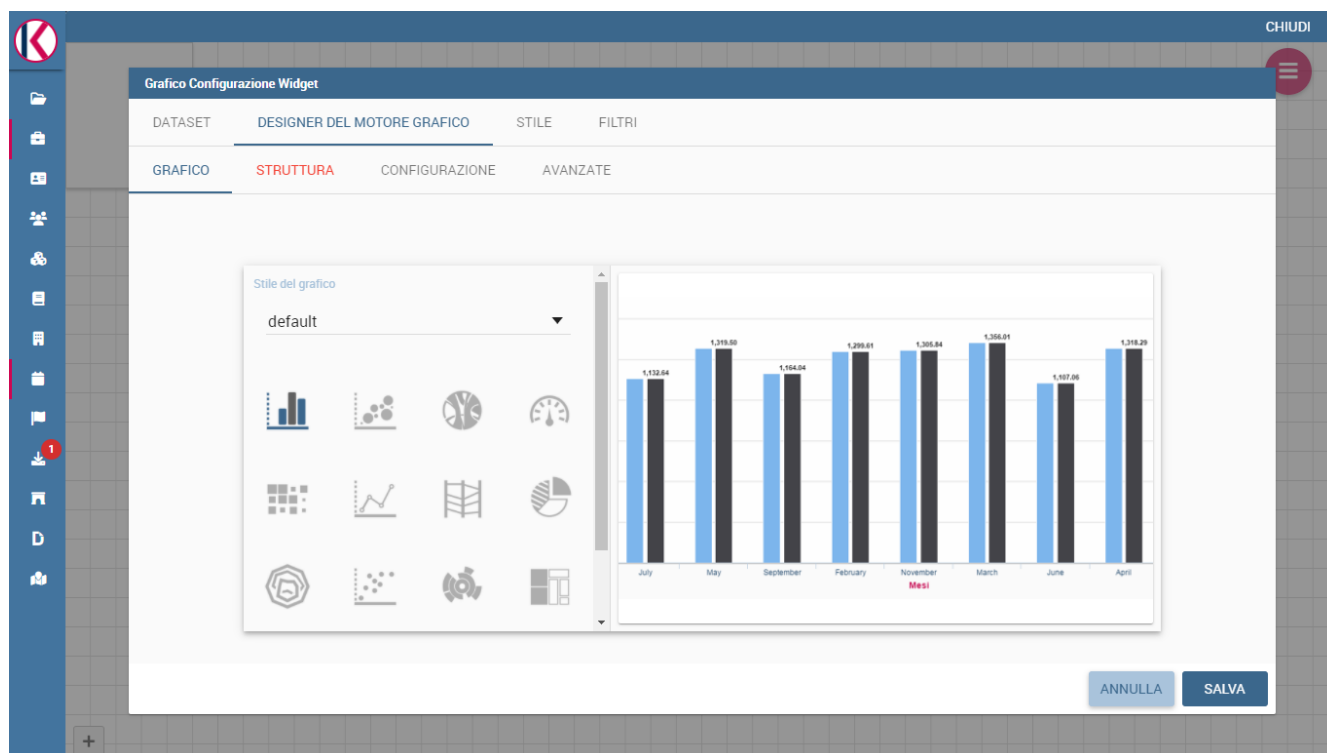 CHIUDI
Grafico Configurazione Widget
DATASET DESIGNER DEL MOTORE GRAFICO STILE FILTRI
GRAFICO STRUTTURA CONFIGURAZIONE AVANZATE
Stile del grafico
default
1,132.64 1,319.50 1,164.04 1,299.61 1,305.84 1,356.01 1,107.06 1,318.29
July May September February November March June April
Mesi
1
D
ANNULLA SALVA
+